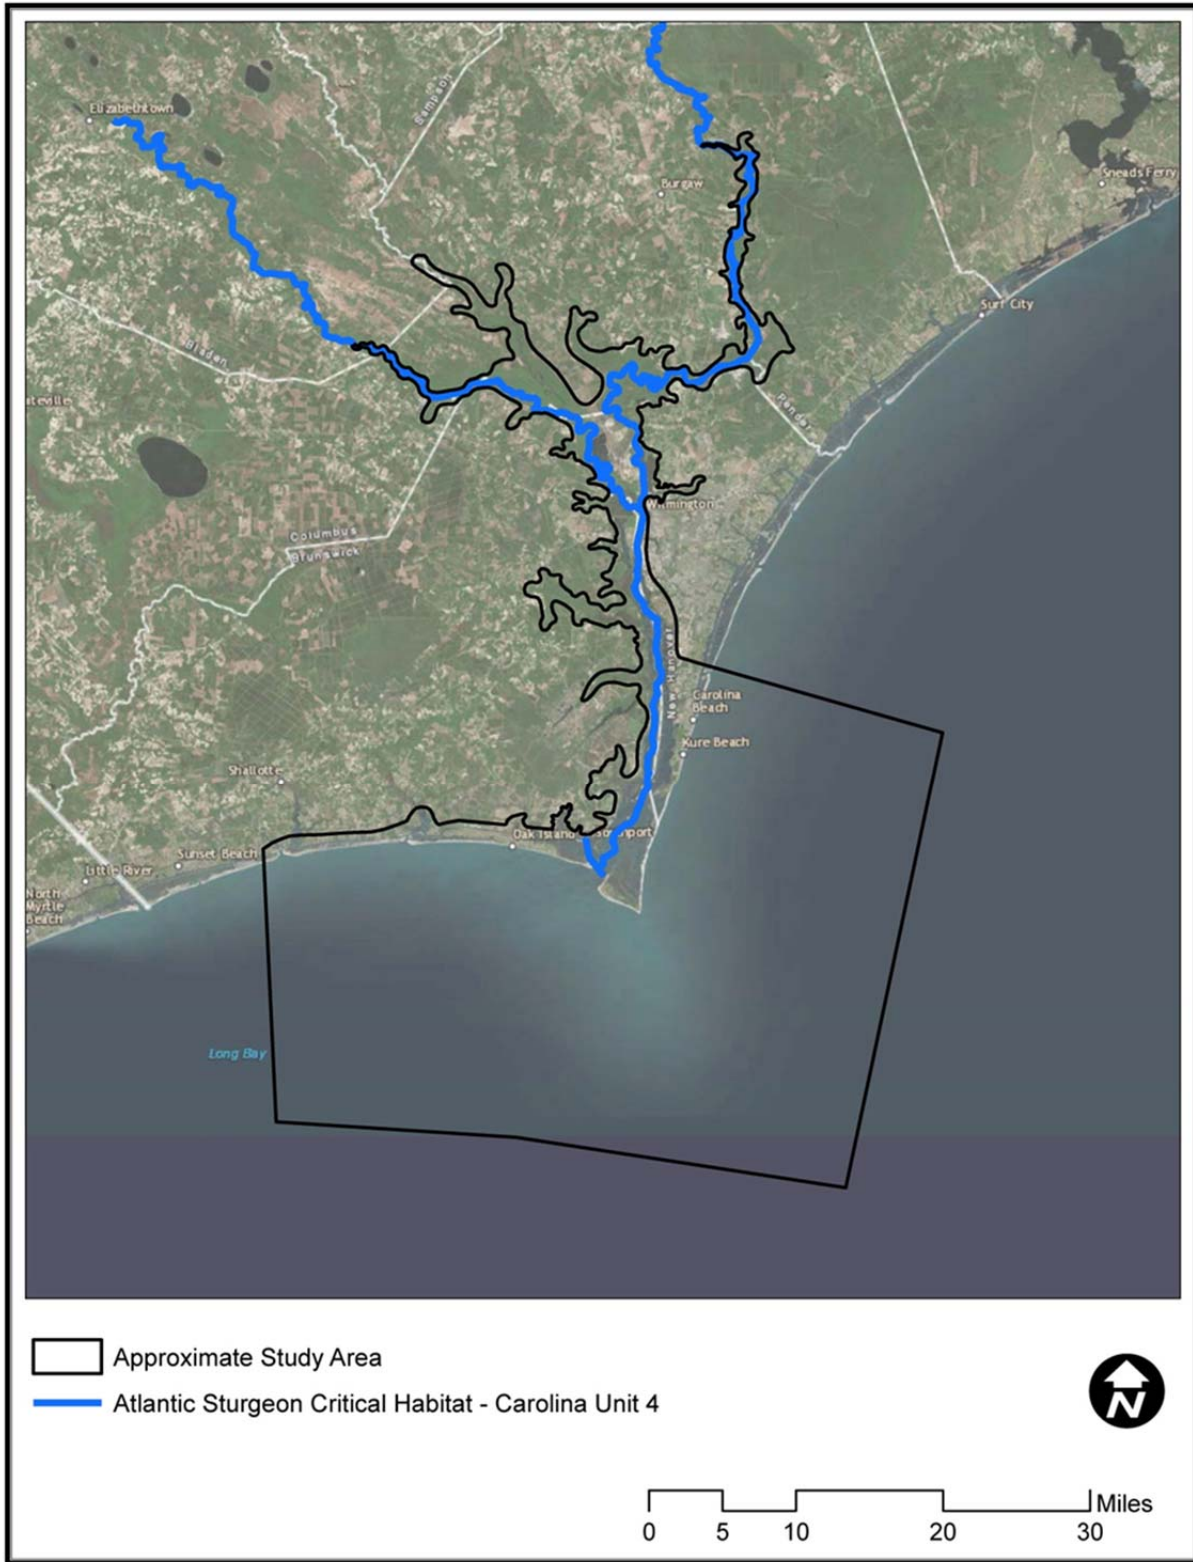 Elizabethtown
Sampson
Burgaw
Sneads Ferry
Surf City
Bladen
ateville
Pender
Wilmington
Columbus
Brunswick
New Hanover
Carolina
Beach
Kure Beach
Shallotte
Oak Island
Southport
Sunset Beach
Little River
North
Myrtle
Beach
Long Bay
Approximate Study Area
Atlantic Sturgeon Critical Habitat - Carolina Unit 4
N
Miles
0 5 10 20 30